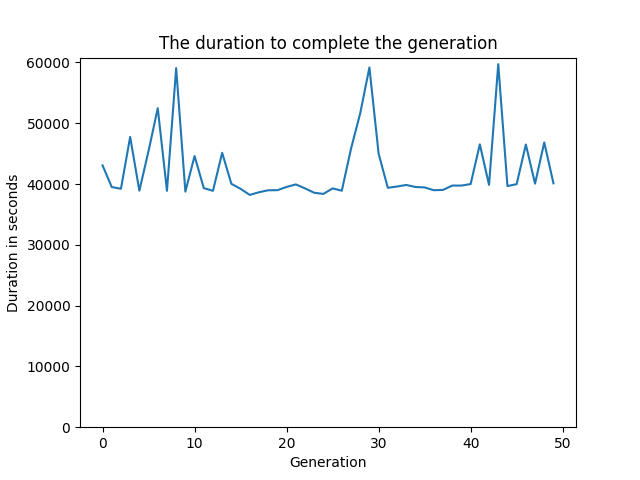 The duration to complete the generation
60000
50000
40000
30000
20000
10000
0
Duration in seconds
0 10 20 30 40 50
Generation